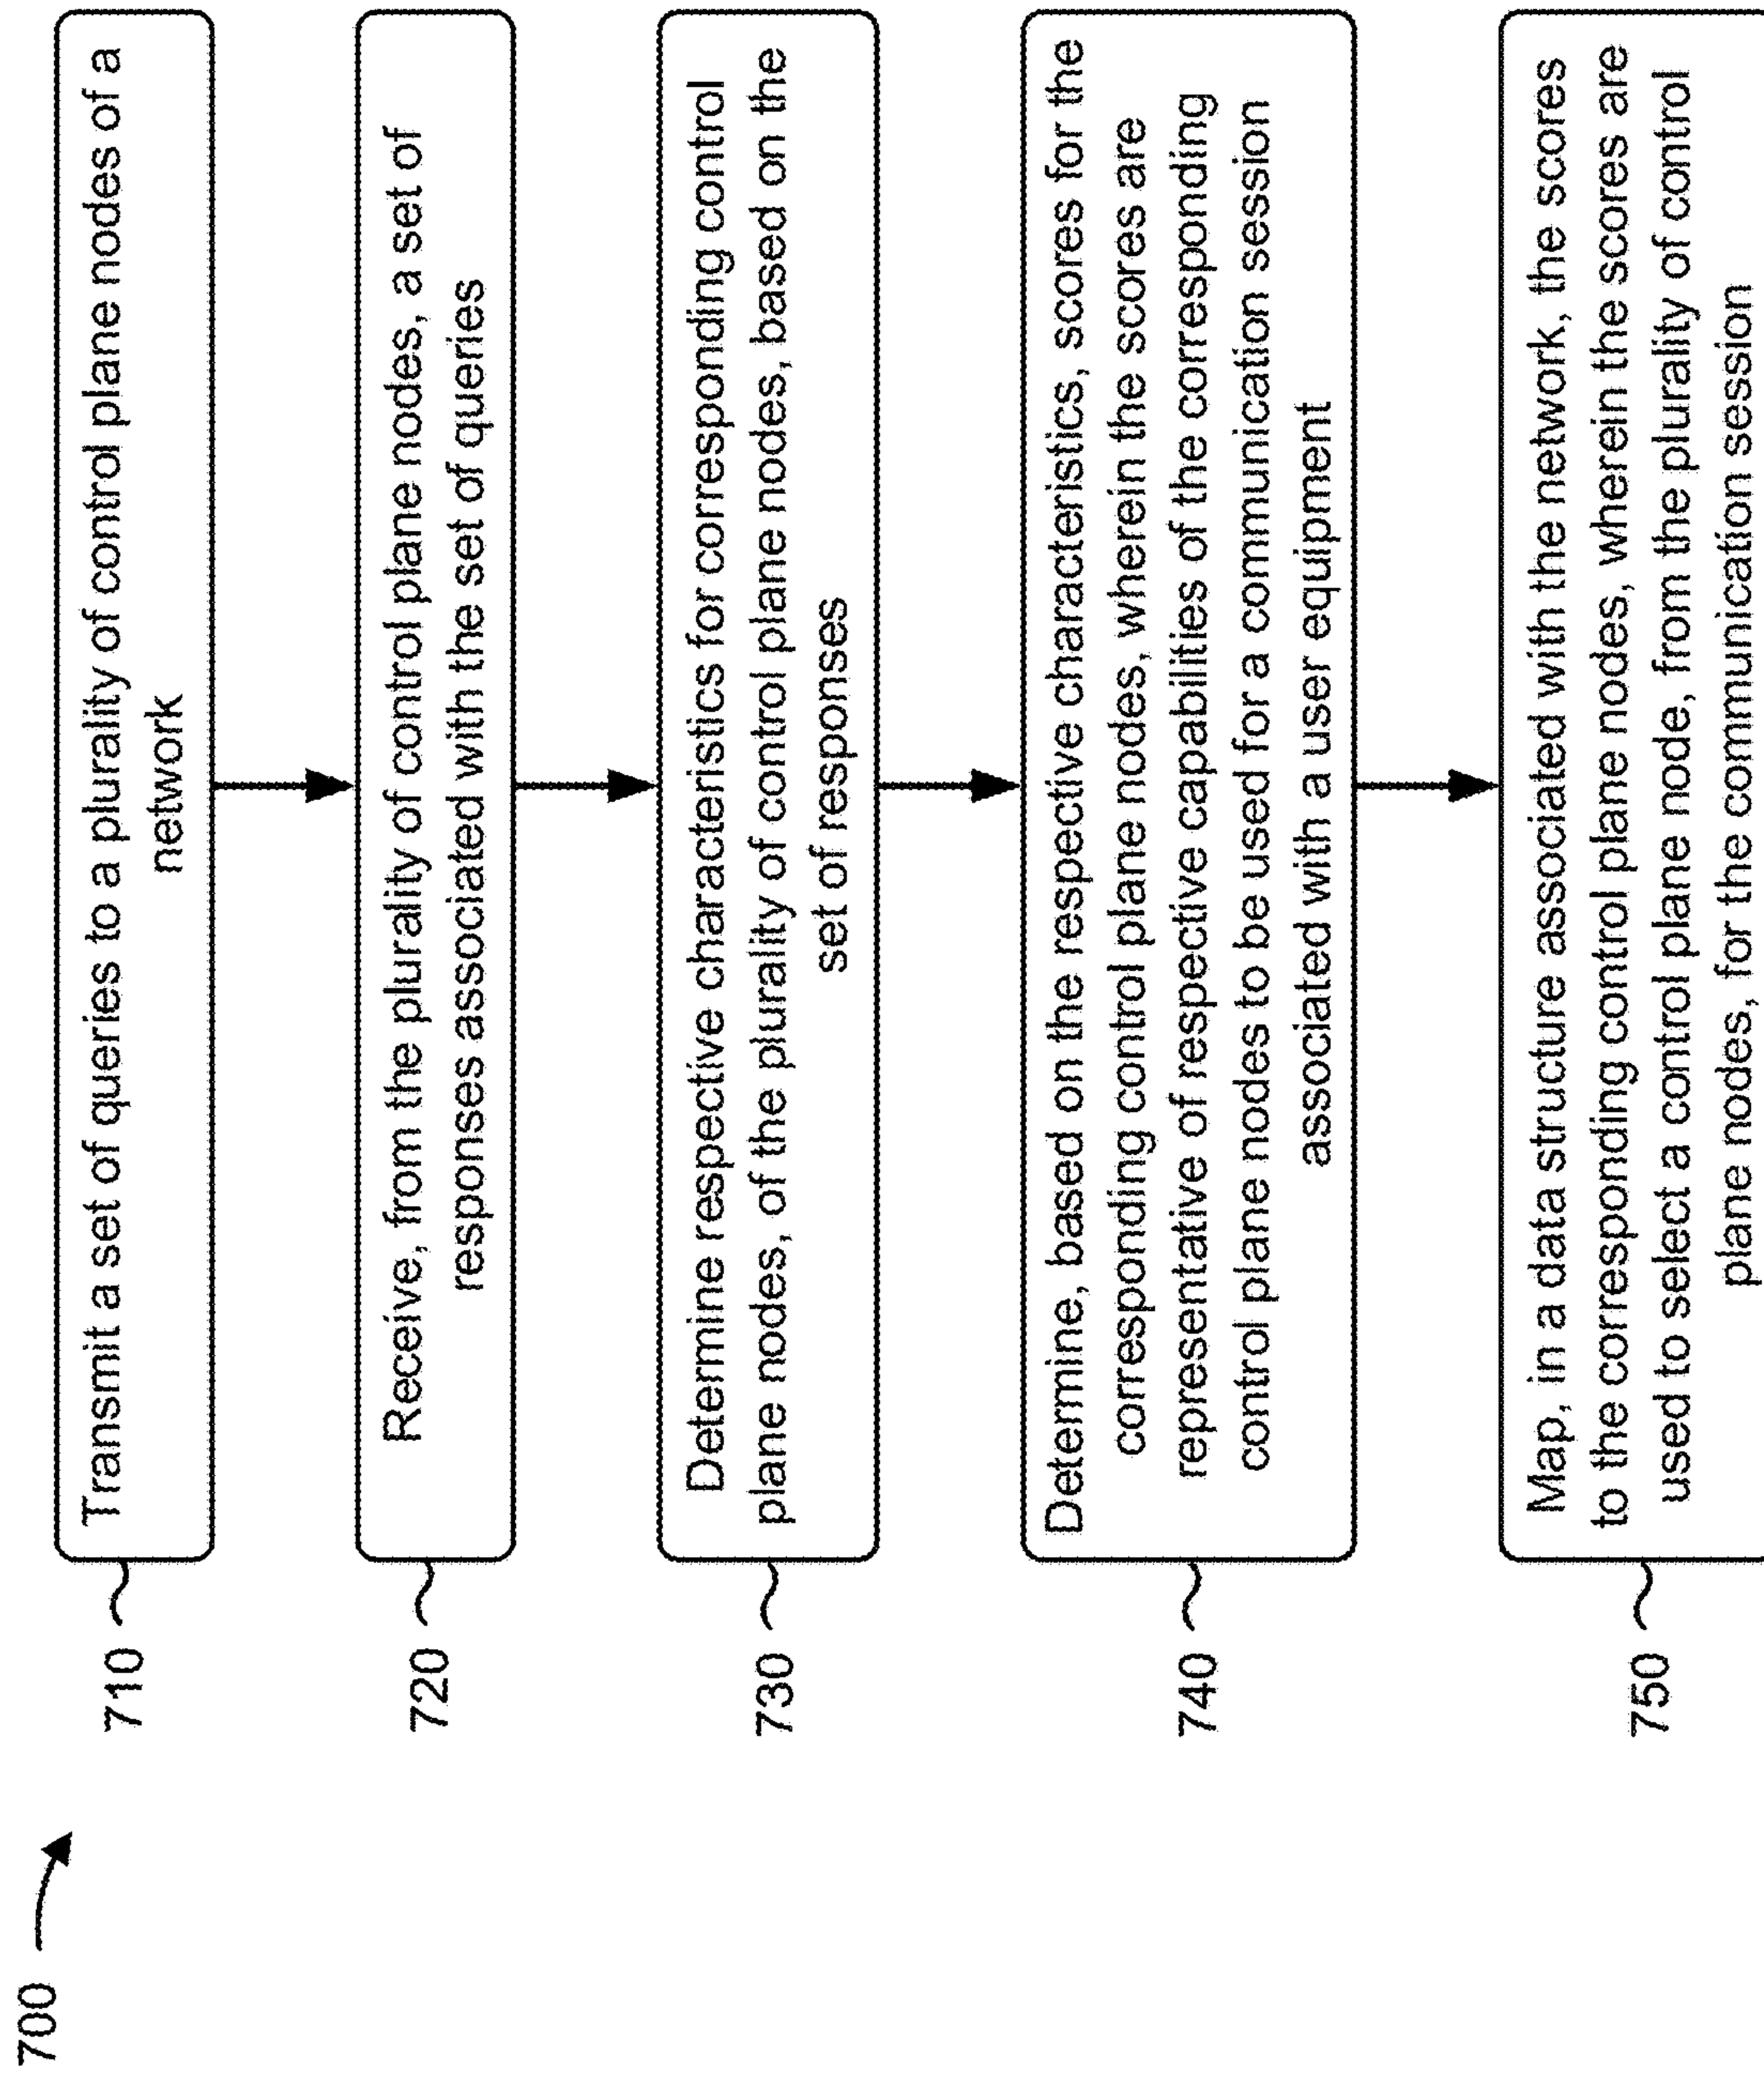 700
710
Transmit a set of queries to a plurality of control plane nodes of a
network
720
Receive, from the plurality of control plane nodes, a set of
responses associated with the set of queries
730
Determine respective characteristics for corresponding control
plane nodes, of the plurality of control plane nodes, based on the
set of responses
740
Determine, based on the respective characteristics, scores for the
corresponding control plane nodes, wherein the scores are
representative of respective capabilities of the corresponding
control plane nodes to be used for a communication session
associated with a user equipment
750
Map, in a data structure associated with the network, the scores
to the corresponding control plane nodes, wherein the scores are
used to select a control plane node, from the plurality of control
plane nodes, for the communication session